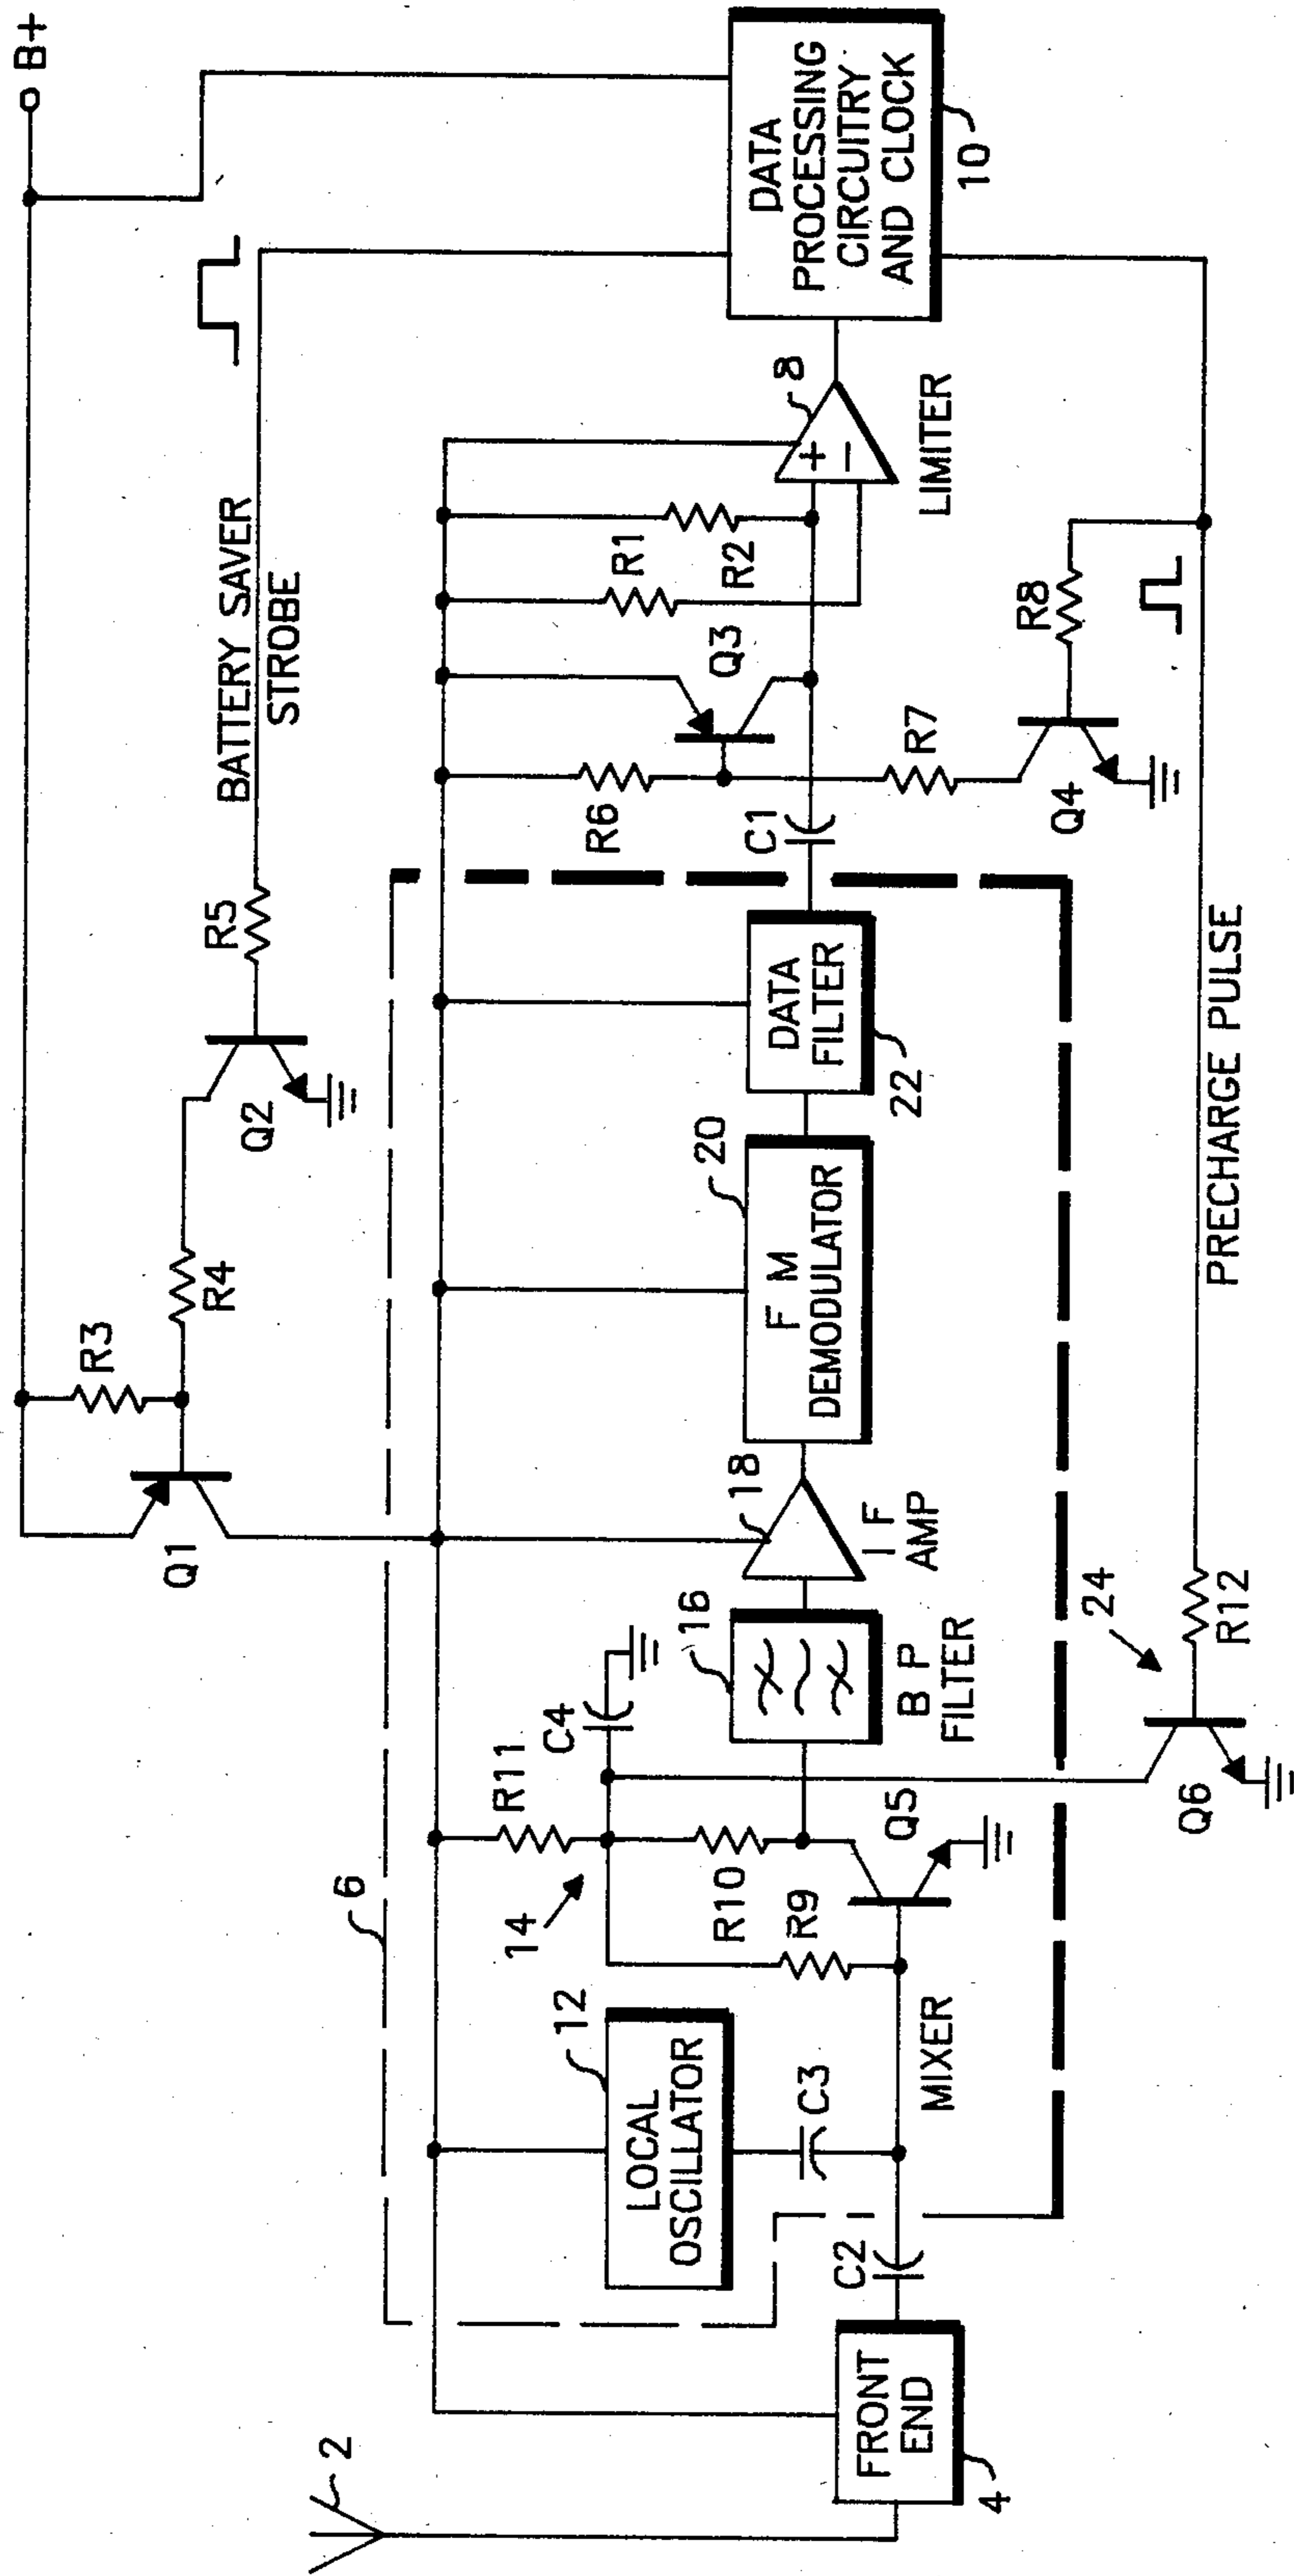 B+
BATTERY SAVER
STROBE
R5
Q2
R4
R3
Q1
DATA
PROCESSING
CIRCUITRY
AND CLOCK
10
8
+
−
LIMITER
R1
R2
Q3
R6
R7
R8
Q4
C1
DATA
FILTER
22
20
F M
DEMODULATOR
18
I F
AMP
16
B P
FILTER
C4
R11
14
R10
R9
Q5
MIXER
6
12
LOCAL
OSCILLATOR
C3
C2
FRONT
END
4
2
24
R12
Q6
PRECHARGE PULSE